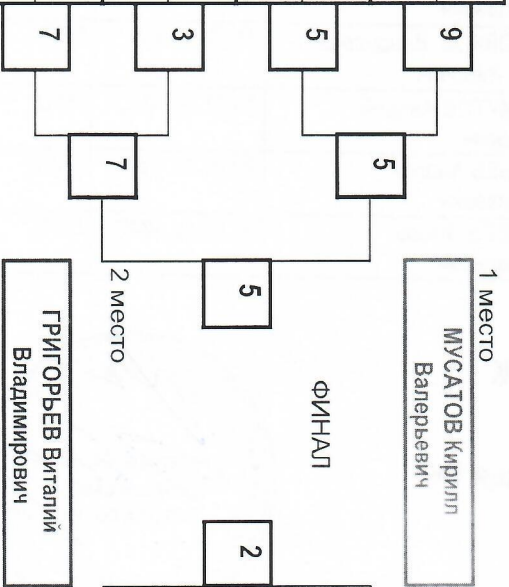 1 место
9
МУСАТОВ Кирилл
Валерьевич
5
5
ФИНАЛ
5
2
3
7
2 место
7
ГРИГОРЬЕВ Виталий
Владимирович